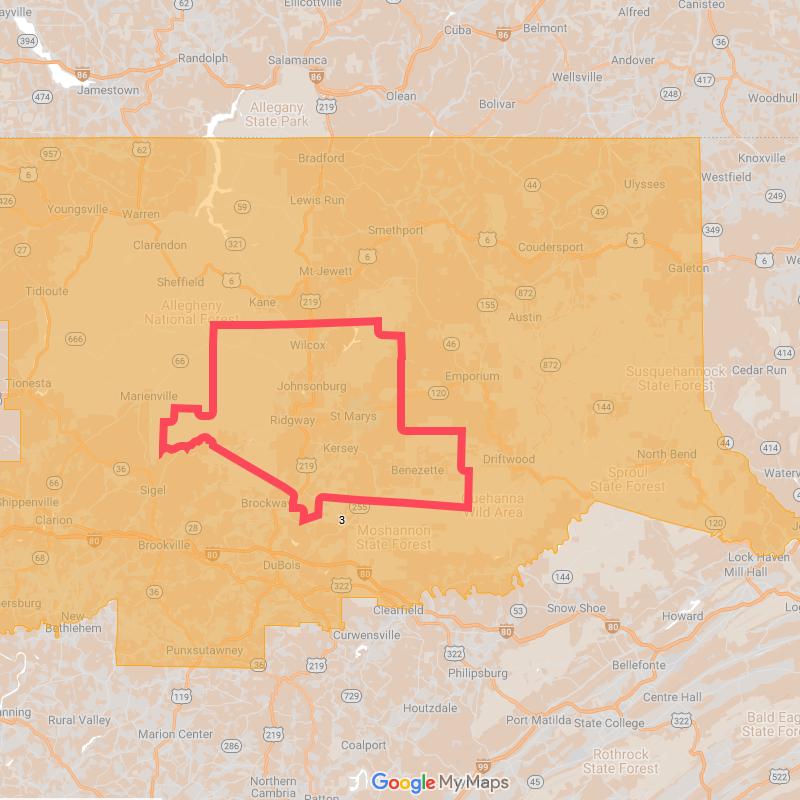 ayville
62
Ellicottville
Cuba
86
Belmont
Alfred
Canisteo
394
Randolph
Salamanca
36
86
Jamestown
86
Andover
417
Wellsville
474
219
Olean
Bolivar
248
Woodhull
Allegany
State Park
957
62
Bradford
Knoxville
6
Westfield
44
Ulysses
249
426
Youngsville
Warren
59
Lewis Run
49
321
Smethport
349
27
Clarendon
6
Coudersport
6
6
Mt Jewett
6
Galeton
We
Sheffield
6
Tidioute
Kane
219
872
Allegheny
National Forest
155
Austin
666
Wilcox
46
414
66
872
Susquehannock
State Forest
Cedar Run
Tionesta
Johnsonburg
Emporium
Marienville
120
144
St Marys
Ridgway
44
414
Kersey
Driftwood
North Bend
36
219
Benezette
Sproul
State Forest
Waterv
66
Sigel
Shippenville
Brockway
255
uehanna
Wild Area
Clarion
28
3
Moshannon
State Forest
120
80
Brookville
68
DuBois
80
Lock Haven
Mill Hall
322
144
36
ersburg
New
Bethlehem
Clearfield
53
Snow Shoe
Howard
Lo
Curwensville
80
80
Punxsutawney
36
219
322
Bellefonte
Philipsburg
119
729
Centre Hall
anning
Rural Valley
Houtzdale
Port Matilda
State College
322
Marion Center
219
286
Bald Eag
State For
Coalport
Rothrock
State Forest
99
Northern
Cambria
Google My Maps
45
522
Patton